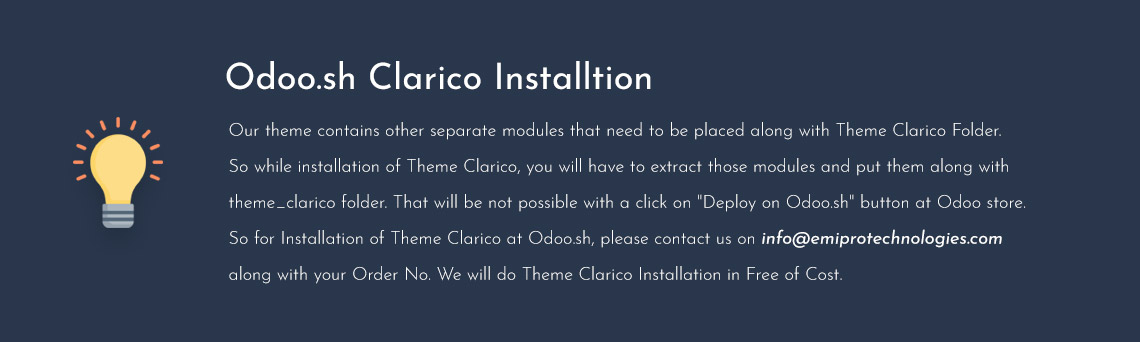 Odoo.sh Clarico Installtion
Our theme contains other separate modules that need to be placed along with Theme Clarico Folder.
So while installation of Theme Clarico, you will have to extract those modules and put them along with
theme_clarico folder. That will be not possible with a click on "Deploy on Odoo.sh" button at Odoo store.
So for Installation of Theme Clarico at Odoo.sh, please contact us on info@emiprotechnologies.com
along with your Order No. We will do Theme Clarico Installation in Free of Cost.